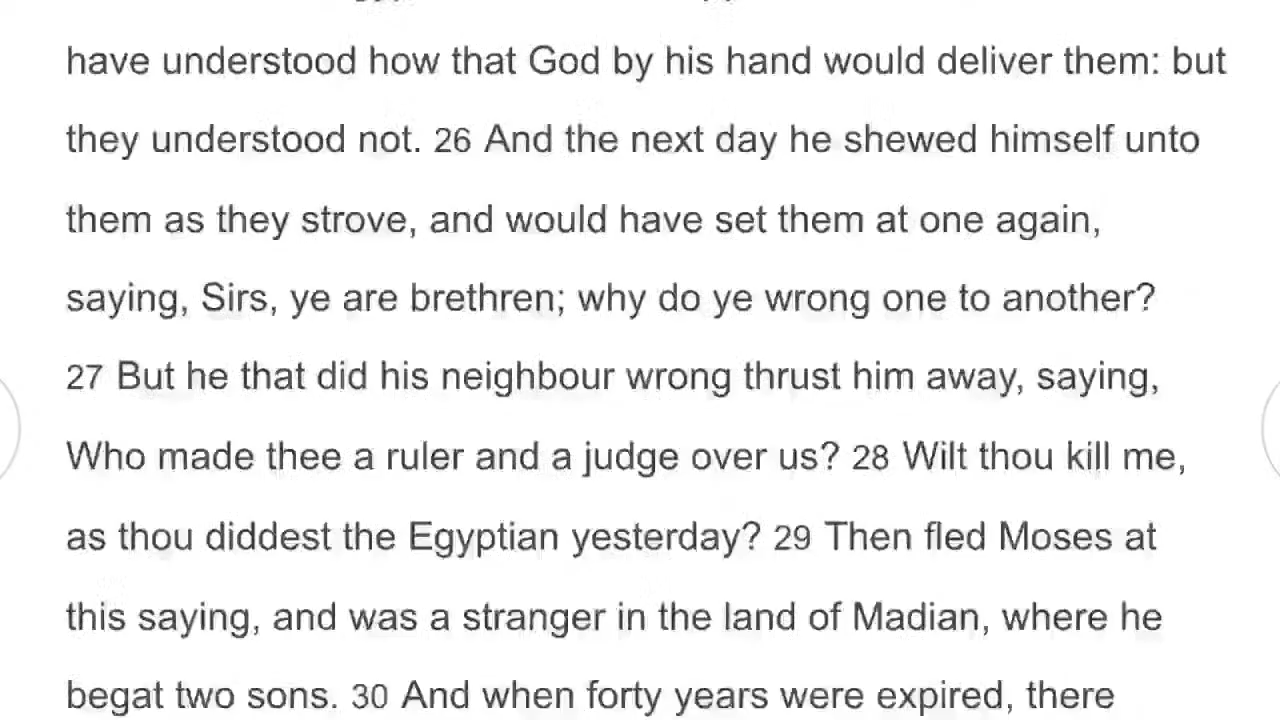 have understood how that God by his hand would deliver them: but
they understood not. 26 And the next day he shewed himself unto
them as they strove, and would have set them at one again,
saying, Sirs, ye are brethren; why do ye wrong one to another?
27 But he that did his neighbour wrong thrust him away, saying,
Who made thee a ruler and a judge over us? 28 Wilt thou kill me,
as thou diddest the Egyptian yesterday? 29 Then fled Moses at
this saying, and was a stranger in the land of Madian, where he
begat two sons. 30 And when forty years were expired, there